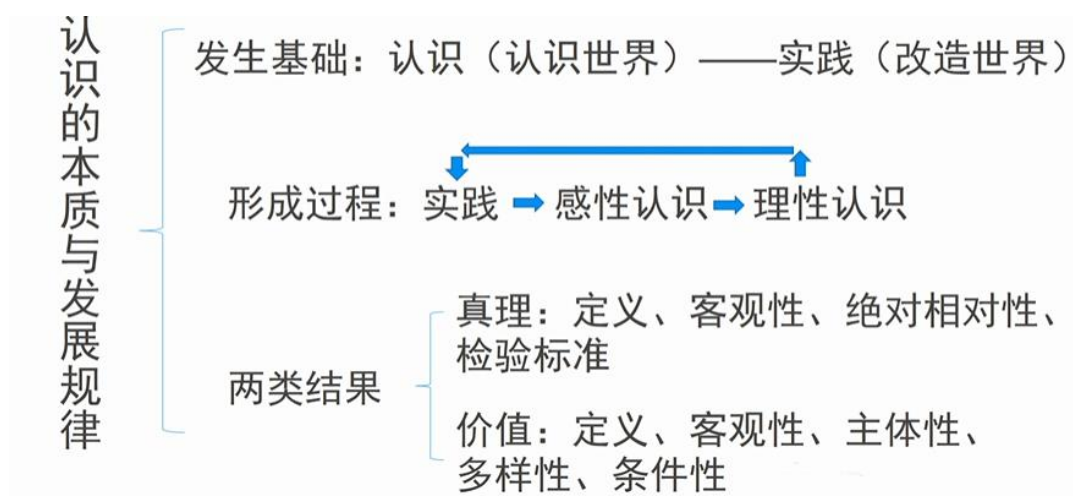 认识的本质与发展规律
发生基础：认识（认识世界）——实践（改造世界）
形成过程：实践 感性认识 理性认识
两类结果
真理：定义、客观性、绝对相对性、
检验标准
价值：定义、客观性、主体性、
多样性、条件性